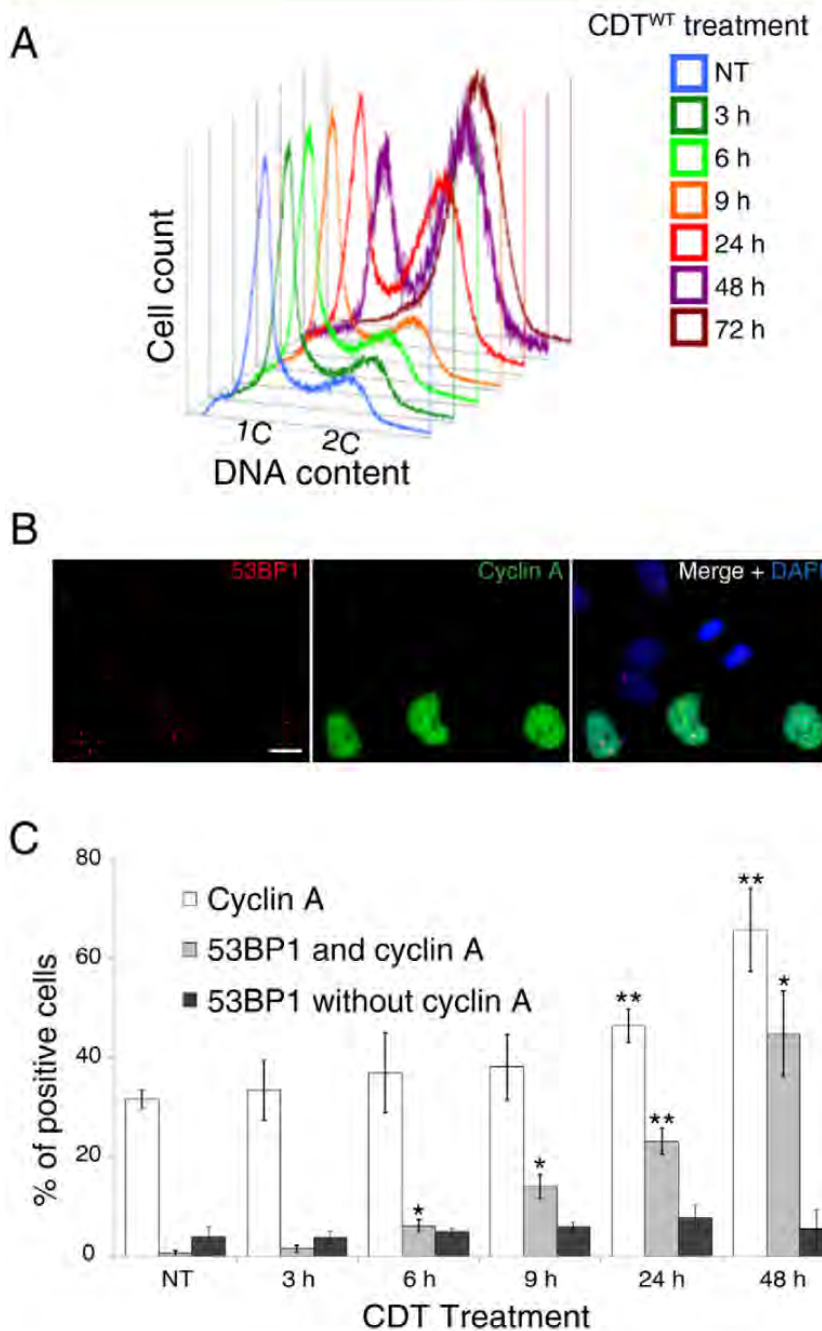 A
CDTᵂᵀ treatment
NT
3 h
6 h
9 h
24 h
48 h
72 h
Cell count
1C
2C
DNA content
B
53BP1
Cyclin A
Merge + DAPI
C
% of positive cells
80
60
40
20
0
Cyclin A
53BP1 and cyclin A
53BP1 without cyclin A
*
*
**
**
**
*
NT
3 h
6 h
9 h
24 h
48 h
CDT Treatment